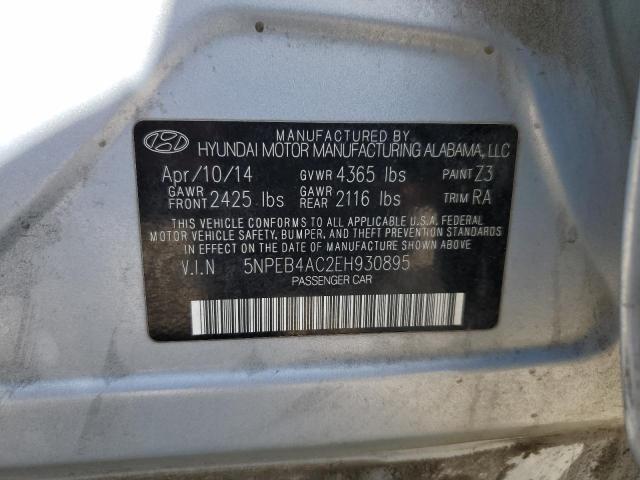 MANUFACTURED BY
HYUNDAI MOTOR MANUFACTURING ALABAMA, LLC
Apr/10/14 GVWR 4365 lbs PAINT Z3
GAWR FRONT 2425 lbs GAWR REAR 2116 lbs TRIM RA
THIS VEHICLE CONFORMS TO ALL APPLICABLE U.S.A. FEDERAL
MOTOR VEHICLE SAFETY, BUMPER, AND THEFT PREVENTION
STANDARDS IN EFFECT ON THE DATE OF MANUFACTURE SHOWN ABOVE.
V.I.N 5NPEB4AC2EH930895
PASSENGER CAR